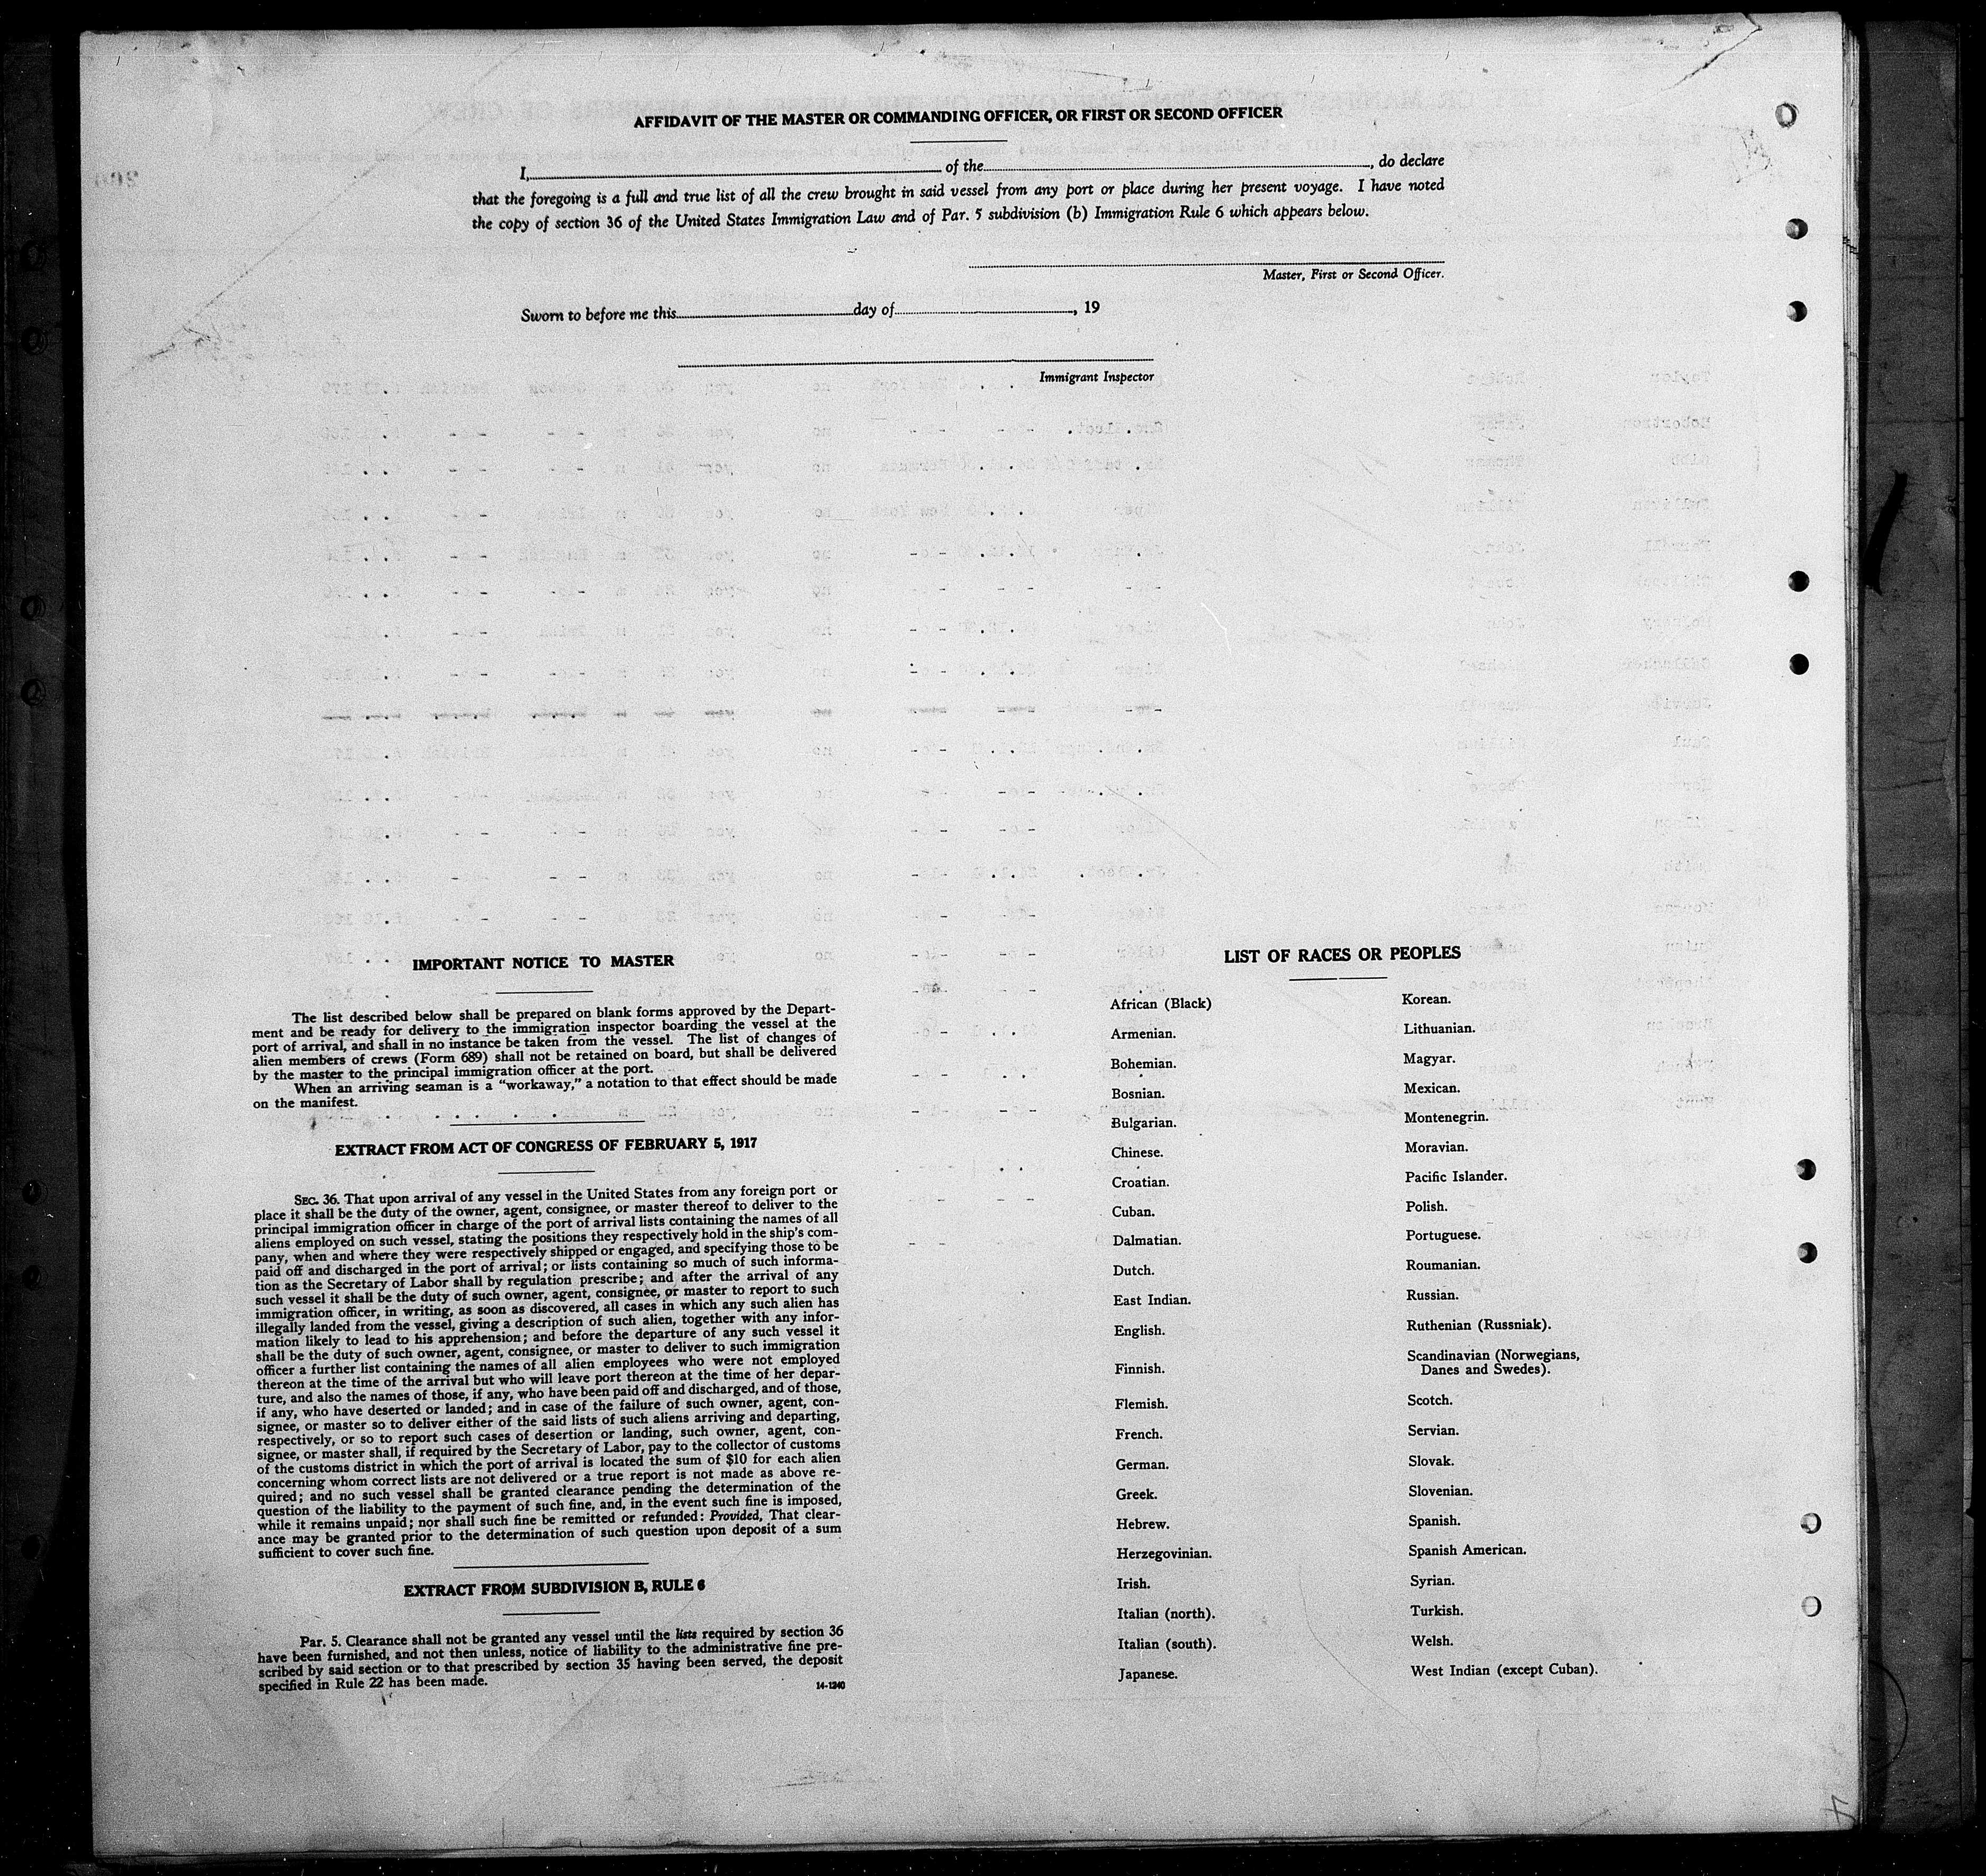 AFFIDAVIT OF THE MASTER OR COMMANDING OFFICER, OR FIRST OR SECOND OFFICER
I, of the , do declare
that the foregoing is a full and true list of all the crew brought in said vessel from any port or place during her present voyage. I have noted
the copy of section 36 of the United States Immigration Law and of Par. 5 subdivision (b) Immigration Rule 6 which appears below.
Master, First or Second Officer.
Sworn to before me this day of , 19
Immigrant Inspector
IMPORTANT NOTICE TO MASTER
The list described below shall be prepared on blank forms approved by the Depart-
ment and be ready for delivery to the immigration inspector boarding the vessel at the
port of arrival, and shall in no instance be taken from the vessel. The list of changes of
alien members of crews (Form 689) shall not be retained on board, but shall be delivered
by the master to the principal immigration officer at the port.
When an arriving seaman is a "workaway," a notation to that effect should be made
on the manifest.
EXTRACT FROM ACT OF CONGRESS OF FEBRUARY 5, 1917
SEC. 36. That upon arrival of any vessel in the United States from any foreign port or
place it shall be the duty of the owner, agent, consignee, or master thereof to deliver to the
principal immigration officer in charge of the port of arrival lists containing the names of all
aliens employed on such vessel, stating the positions they respectively hold in the ship's com-
pany, when and where they were respectively shipped or engaged, and specifying those to be
paid off and discharged in the port of arrival; or lists containing so much of such informa-
tion as the Secretary of Labor shall by regulation prescribe; and after the arrival of any
such vessel it shall be the duty of such owner, agent, consignee, or master to report to such
immigration officer, in writing, as soon as discovered, all cases in which any such alien has
illegally landed from the vessel, giving a description of such alien, together with any infor-
mation likely to lead to his apprehension; and before the departure of any such vessel it
shall be the duty of such owner, agent, consignee, or master to deliver to such immigration
officer a further list containing the names of all alien employees who were not employed
thereon at the time of the arrival but who will leave port thereon at the time of her depar-
ture, and also the names of those, if any, who have been paid off and discharged, and of those,
if any, who have deserted or landed; and in case of the failure of such owner, agent, con-
signee, or master so to deliver either of the said lists of such aliens arriving and departing,
respectively, or so to report such cases of desertion or landing, such owner, agent, con-
signee, or master shall, if required by the Secretary of Labor, pay to the collector of customs
of the customs district in which the port of arrival is located the sum of $10 for each alien
concerning whom correct lists are not delivered or a true report is not made as above re-
quired; and no such vessel shall be granted clearance pending the determination of the
question of the liability to the payment of such fine, and, in the event such fine is imposed,
while it remains unpaid; nor shall such fine be remitted or refunded: Provided, That clear-
ance may be granted prior to the determination of such question upon deposit of a sum
sufficient to cover such fine.
EXTRACT FROM SUBDIVISION B, RULE 6
Par. 5. Clearance shall not be granted any vessel until the lists required by section 36
have been furnished, and not then unless, notice of liability to the administrative fine pre-
scribed by said section or to that prescribed by section 35 having been served, the deposit
specified in Rule 22 has been made.
14-1240
LIST OF RACES OR PEOPLES
African (Black)
Armenian.
Bohemian.
Bosnian.
Bulgarian.
Chinese.
Croatian.
Cuban.
Dalmatian.
Dutch.
East Indian.
English.
Finnish.
Flemish.
French.
German.
Greek.
Hebrew.
Herzegovinian.
Irish.
Italian (north).
Italian (south).
Japanese.
Korean.
Lithuanian.
Magyar.
Mexican.
Montenegrin.
Moravian.
Pacific Islander.
Polish.
Portuguese.
Roumanian.
Russian.
Ruthenian (Russniak).
Scandinavian (Norwegians,
Danes and Swedes).
Scotch.
Servian.
Slovak.
Slovenian.
Spanish.
Spanish American.
Syrian.
Turkish.
Welsh.
West Indian (except Cuban).